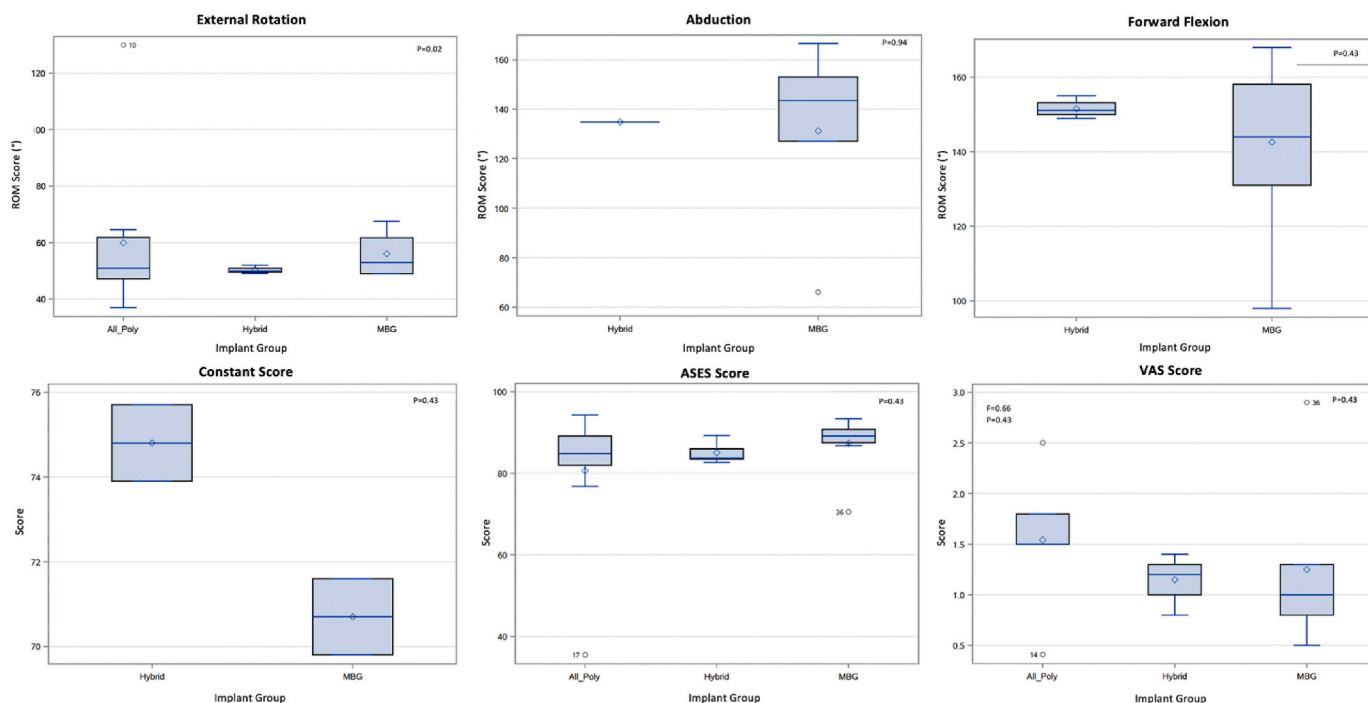 External Rotation
P=0.02
10
120
100
80
60
40
ROM Score (°)
All_Poly
Hybrid
MBG
Implant Group
Abduction
P=0.94
160
140
120
100
80
60
ROM Score (°)
Hybrid
MBG
Implant Group
Forward Flexion
P=0.43
160
140
120
100
ROM Score (°)
Hybrid
MBG
Implant Group
Constant Score
P=0.43
76
74
72
70
Score
Hybrid
MBG
Implant Group
ASES Score
P=0.43
100
80
60
40
Score
36
17
All_Poly
Hybrid
MBG
Implant Group
VAS Score
F=0.66
P=0.43
36
P=0.43
3.0
2.5
2.0
1.5
1.0
0.5
Score
14
All_Poly
Hybrid
MBG
Implant Group